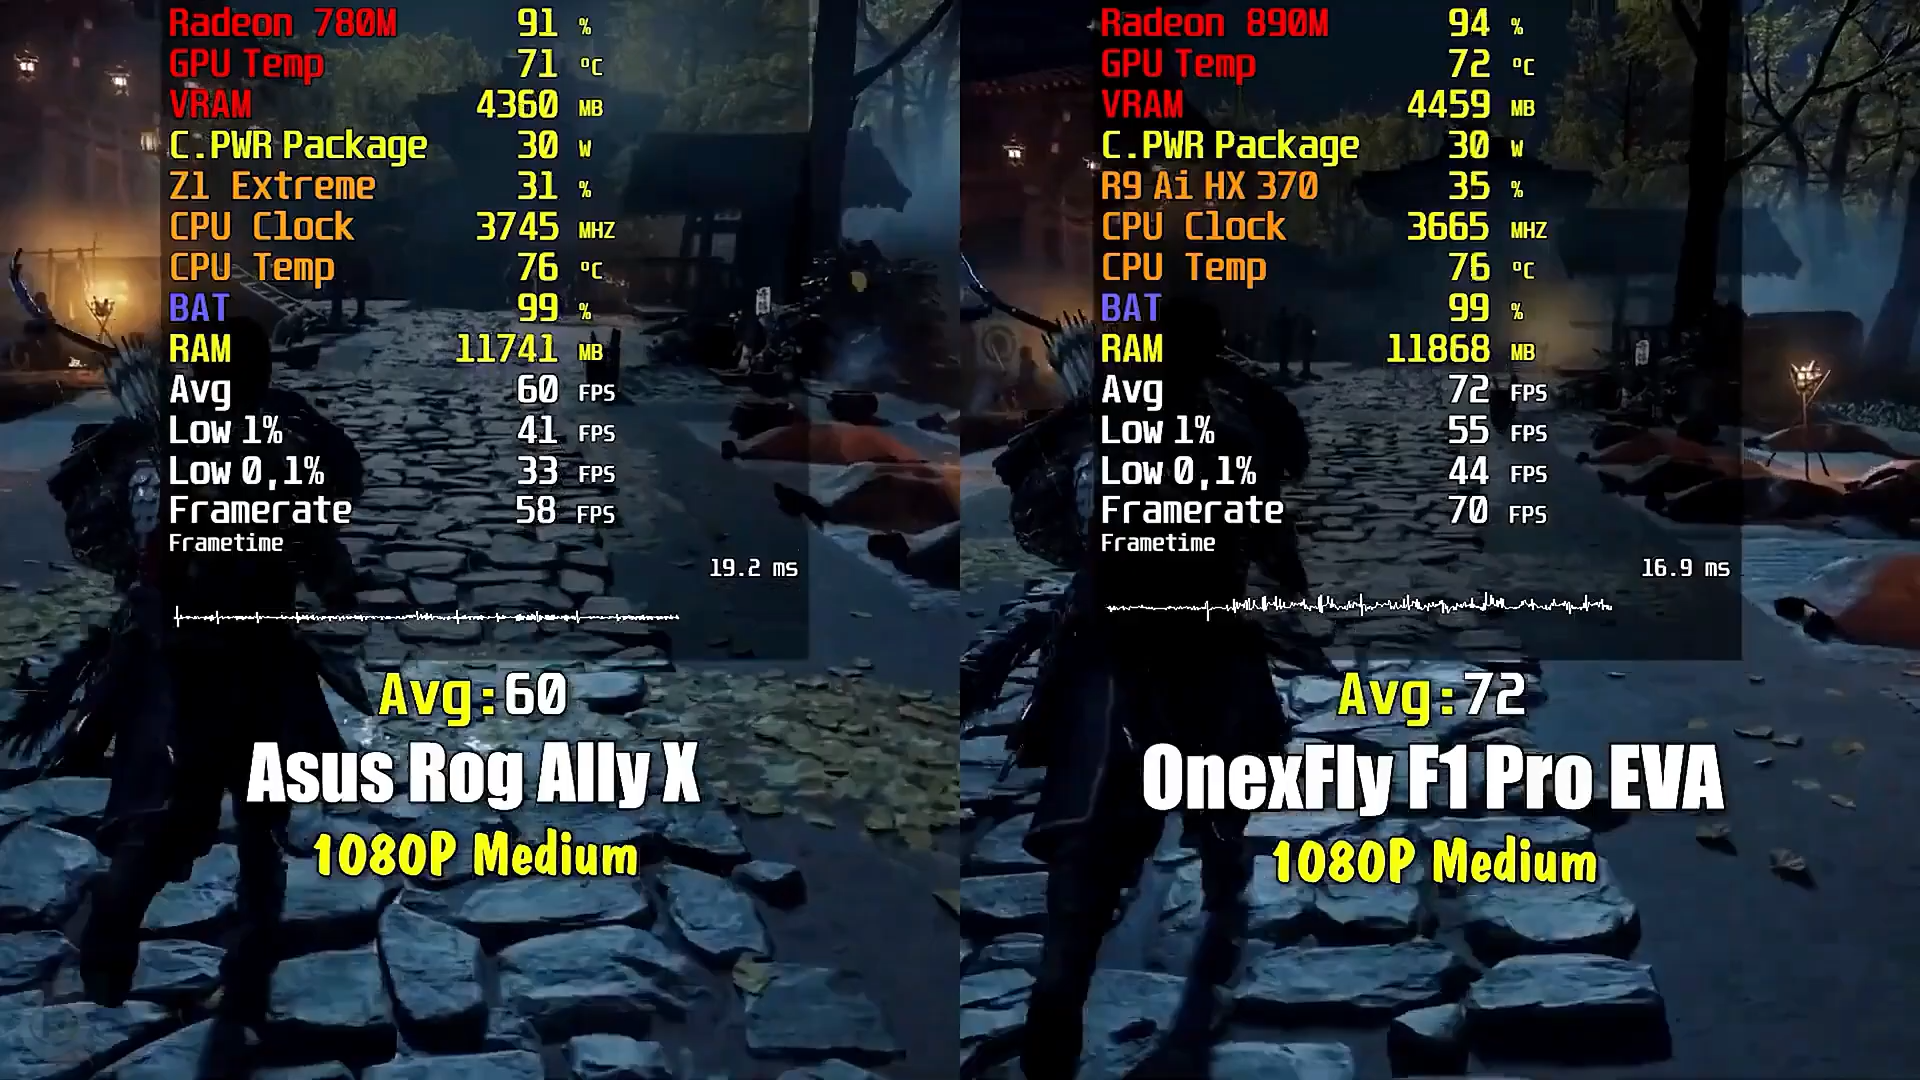 Radeon 780M 91 %
GPU Temp 71 ºC
VRAM 4360 MB
C.PWR Package 30 W
Z1 Extreme 31 %
CPU Clock 3745 MHZ
CPU Temp 76 ºC
BAT 99 %
RAM 11741 MB
Avg 60 FPS
Low 1% 41 FPS
Low 0,1% 33 FPS
Framerate 58 FPS
Frametime
19.2 ms
Avg:60
Asus Rog Ally X
1080P Medium
Radeon 890M 94 %
GPU Temp 72 ºC
VRAM 4459 MB
C.PWR Package 30 W
R9 Ai HX 370 35 %
CPU Clock 3665 MHZ
CPU Temp 76 ºC
BAT 99 %
RAM 11868 MB
Avg 72 FPS
Low 1% 55 FPS
Low 0,1% 44 FPS
Framerate 70 FPS
Frametime
16.9 ms
Avg:72
OnexFly F1 Pro EVA
1080P Medium